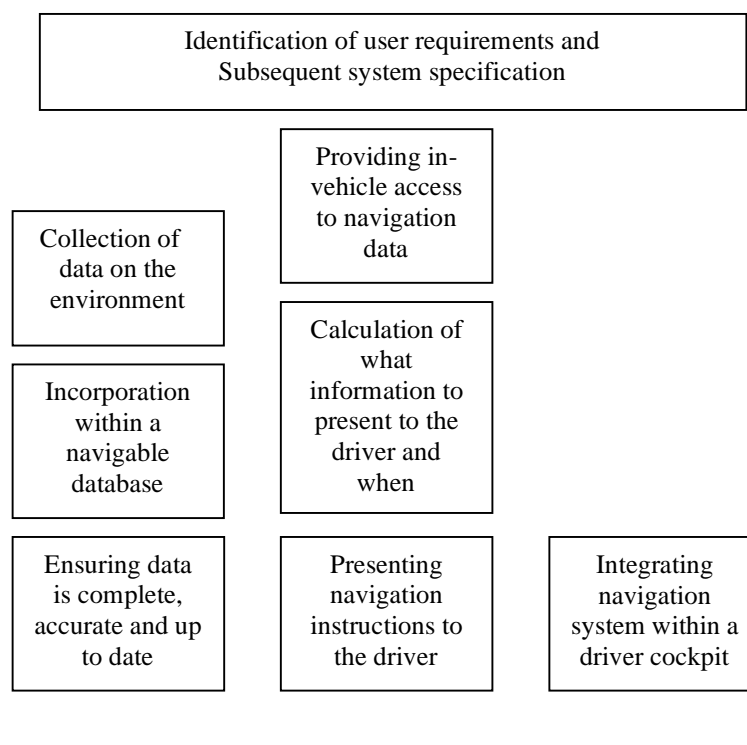 Identification of user requirements and
Subsequent system specification
Providing in-
vehicle access
to navigation
data
Collection of
data on the
environment
Calculation of
what
information to
present to the
driver and
when
Incorporation
within a
navigable
database
Ensuring data
is complete,
accurate and up
to date
Presenting
navigation
instructions to
the driver
Integrating
navigation
system within a
driver cockpit